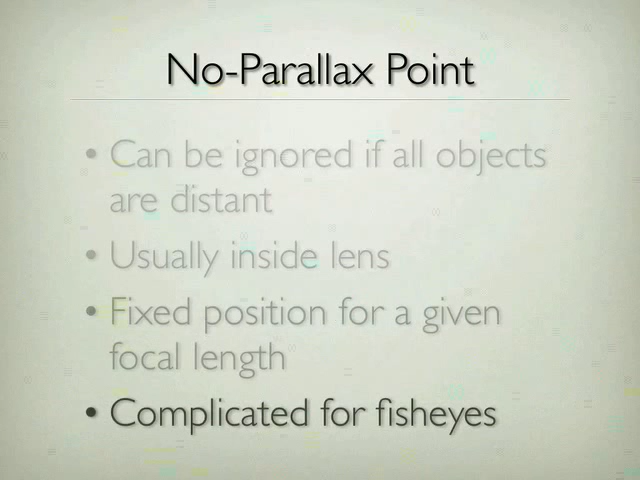 No-Parallax Point
• Can be ignored if all objects
are distant
• Usually inside lens
• Fixed position for a given
focal length
• Complicated for fisheyes